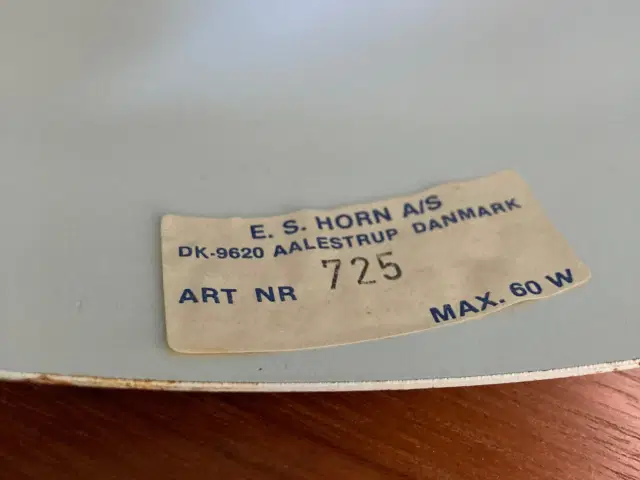 E. S. HORN A/S
DK-9620 AALESTRUP DANMARK
ART NR 725
MAX. 60 W